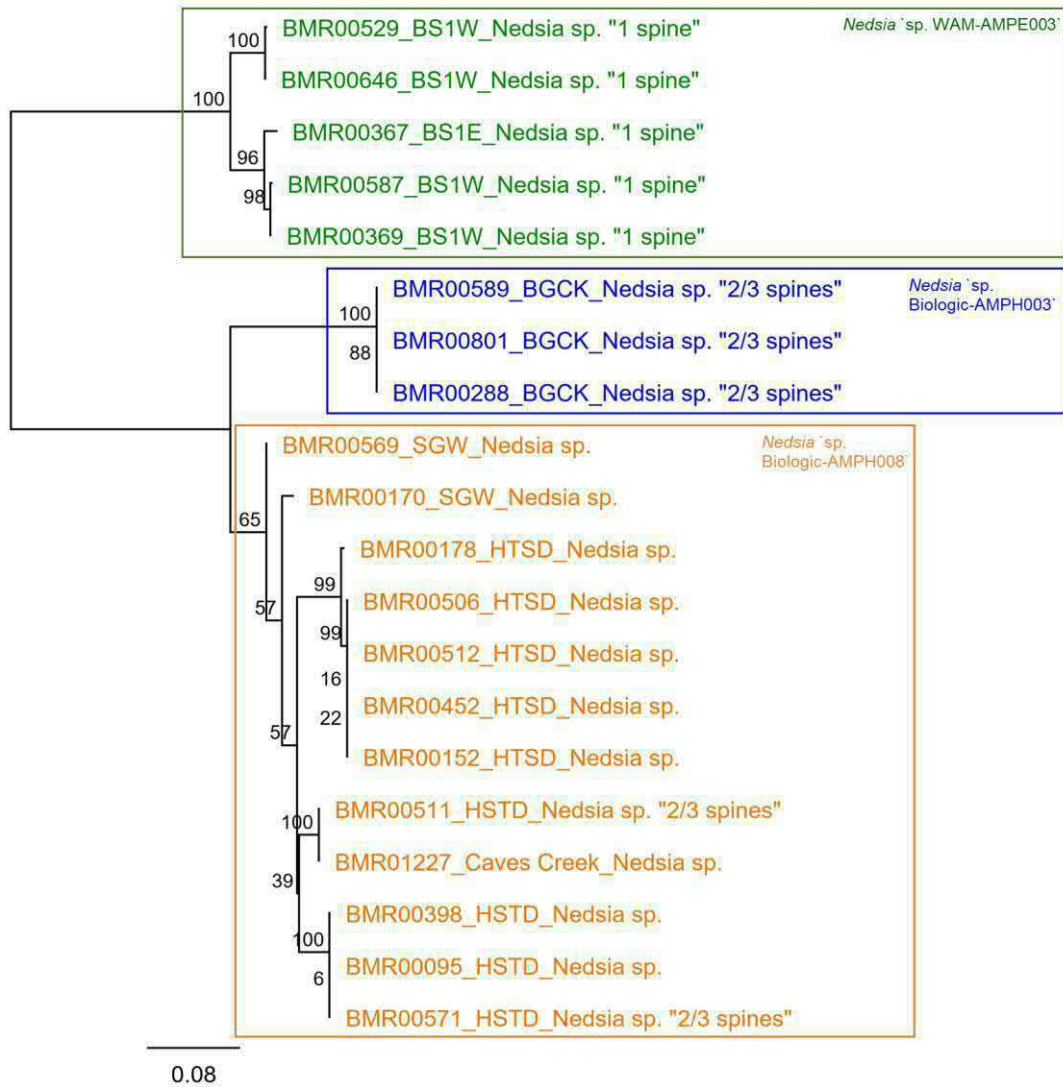 BMR00529_BS1W_Nedsia sp. "1 spine"
Nedsia `sp. WAM-AMPE003`
100
BMR00646_BS1W_Nedsia sp. "1 spine"
100
BMR00367_BS1E_Nedsia sp. "1 spine"
96
BMR00587_BS1W_Nedsia sp. "1 spine"
98
BMR00369_BS1W_Nedsia sp. "1 spine"
BMR00589_BGCK_Nedsia sp. "2/3 spines"
Nedsia `sp.
Biologic-AMPH003`
100
BMR00801_BGCK_Nedsia sp. "2/3 spines"
88
BMR00288_BGCK_Nedsia sp. "2/3 spines"
BMR00569_SGW_Nedsia sp.
Nedsia `sp.
Biologic-AMPH008`
BMR00170_SGW_Nedsia sp.
65
BMR00178_HTSD_Nedsia sp.
99
BMR00506_HTSD_Nedsia sp.
57
99
BMR00512_HTSD_Nedsia sp.
16
BMR00452_HTSD_Nedsia sp.
22
57
BMR00152_HTSD_Nedsia sp.
BMR00511_HSTD_Nedsia sp. "2/3 spines"
100
BMR01227_Caves Creek_Nedsia sp.
39
BMR00398_HSTD_Nedsia sp.
100
BMR00095_HSTD_Nedsia sp.
6
BMR00571_HSTD_Nedsia sp. "2/3 spines"
0.08